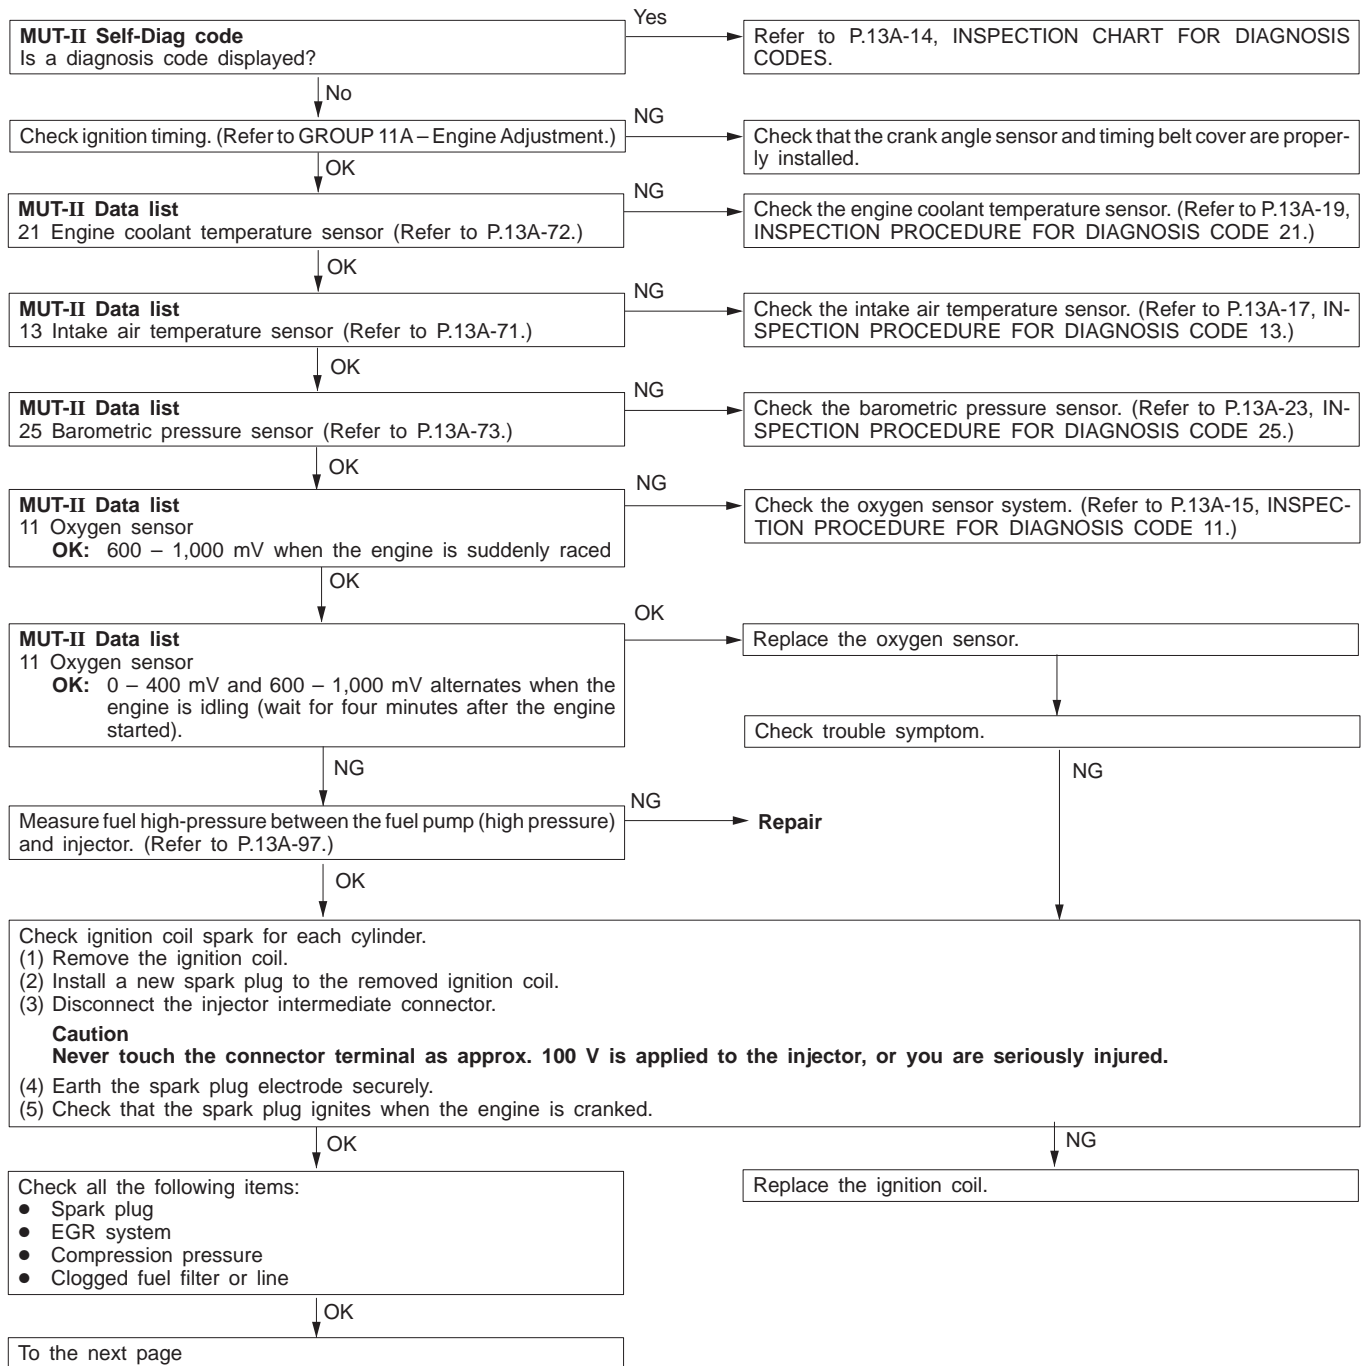 MUT-II Self-Diag code
Is a diagnosis code displayed?
Yes
Refer to P.13A-14, INSPECTION CHART FOR DIAGNOSIS
CODES.
No
Check ignition timing. (Refer to GROUP 11A – Engine Adjustment.)
NG
Check that the crank angle sensor and timing belt cover are proper-
ly installed.
OK
MUT-II Data list
21 Engine coolant temperature sensor (Refer to P.13A-72.)
NG
Check the engine coolant temperature sensor. (Refer to P.13A-19,
INSPECTION PROCEDURE FOR DIAGNOSIS CODE 21.)
OK
MUT-II Data list
13 Intake air temperature sensor (Refer to P.13A-71.)
NG
Check the intake air temperature sensor. (Refer to P.13A-17, IN-
SPECTION PROCEDURE FOR DIAGNOSIS CODE 13.)
OK
MUT-II Data list
25 Barometric pressure sensor (Refer to P.13A-73.)
NG
Check the barometric pressure sensor. (Refer to P.13A-23, IN-
SPECTION PROCEDURE FOR DIAGNOSIS CODE 25.)
OK
MUT-II Data list
11 Oxygen sensor
OK: 600 – 1,000 mV when the engine is suddenly raced
NG
Check the oxygen sensor system. (Refer to P.13A-15, INSPEC-
TION PROCEDURE FOR DIAGNOSIS CODE 11.)
OK
MUT-II Data list
11 Oxygen sensor
OK: 0 – 400 mV and 600 – 1,000 mV alternates when the
engine is idling (wait for four minutes after the engine
started).
OK
Replace the oxygen sensor.
Check trouble symptom.
NG
NG
Measure fuel high-pressure between the fuel pump (high pressure)
and injector. (Refer to P.13A-97.)
NG
Repair
OK
Check ignition coil spark for each cylinder.
(1) Remove the ignition coil.
(2) Install a new spark plug to the removed ignition coil.
(3) Disconnect the injector intermediate connector.
Caution
Never touch the connector terminal as approx. 100 V is applied to the injector, or you are seriously injured.
(4) Earth the spark plug electrode securely.
(5) Check that the spark plug ignites when the engine is cranked.
OK
NG
Check all the following items:
● Spark plug
● EGR system
● Compression pressure
● Clogged fuel filter or line
Replace the ignition coil.
OK
To the next page